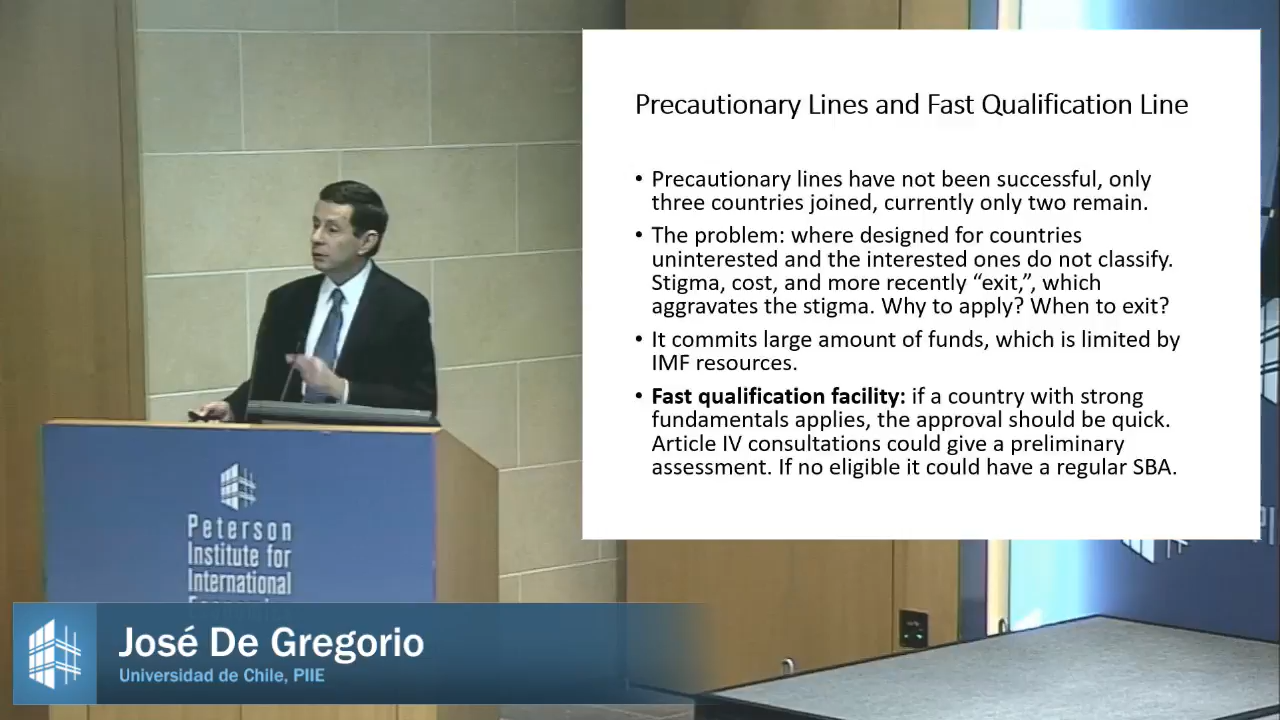 Precautionary Lines and Fast Qualification Line
• Precautionary lines have not been successful, only
three countries joined, currently only two remain.
• The problem: where designed for countries
uninterested and the interested ones do not classify.
Stigma, cost, and more recently “exit,”, which
aggravates the stigma. Why to apply? When to exit?
• It commits large amount of funds, which is limited by
IMF resources.
• Fast qualification facility: if a country with strong
fundamentals applies, the approval should be quick.
Article IV consultations could give a preliminary
assessment. If no eligible it could have a regular SBA.
Peterson
Institute for
International
José De Gregorio
Universidad de Chile, PIIE